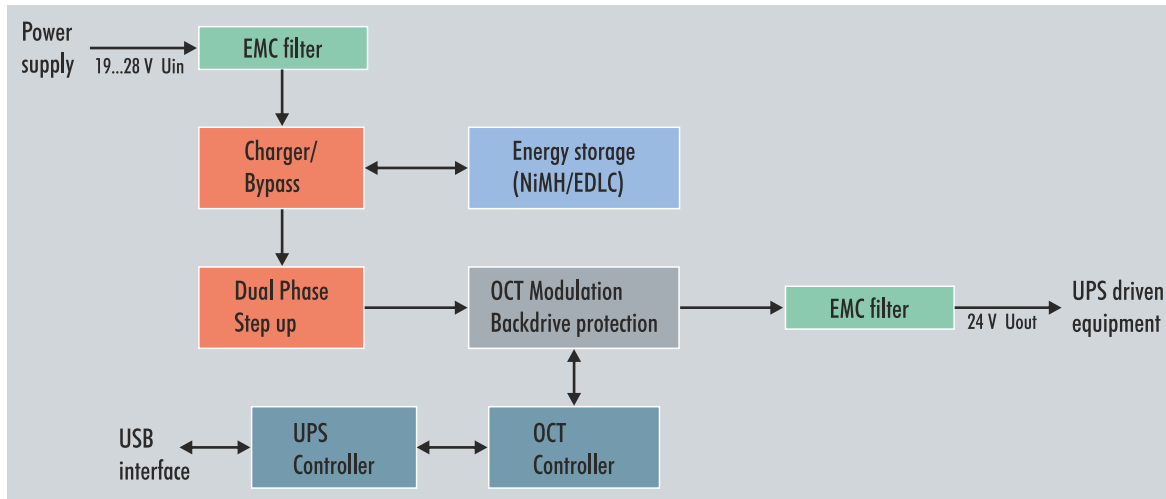 Power
supply
19...28 V Uin
EMC filter
Charger/
Bypass
Energy storage
(NiMH/EDLC)
Dual Phase
Step up
OCT Modulation
Backdrive protection
EMC filter
24 V Uout
UPS driven
equipment
USB
interface
UPS
Controller
OCT
Controller